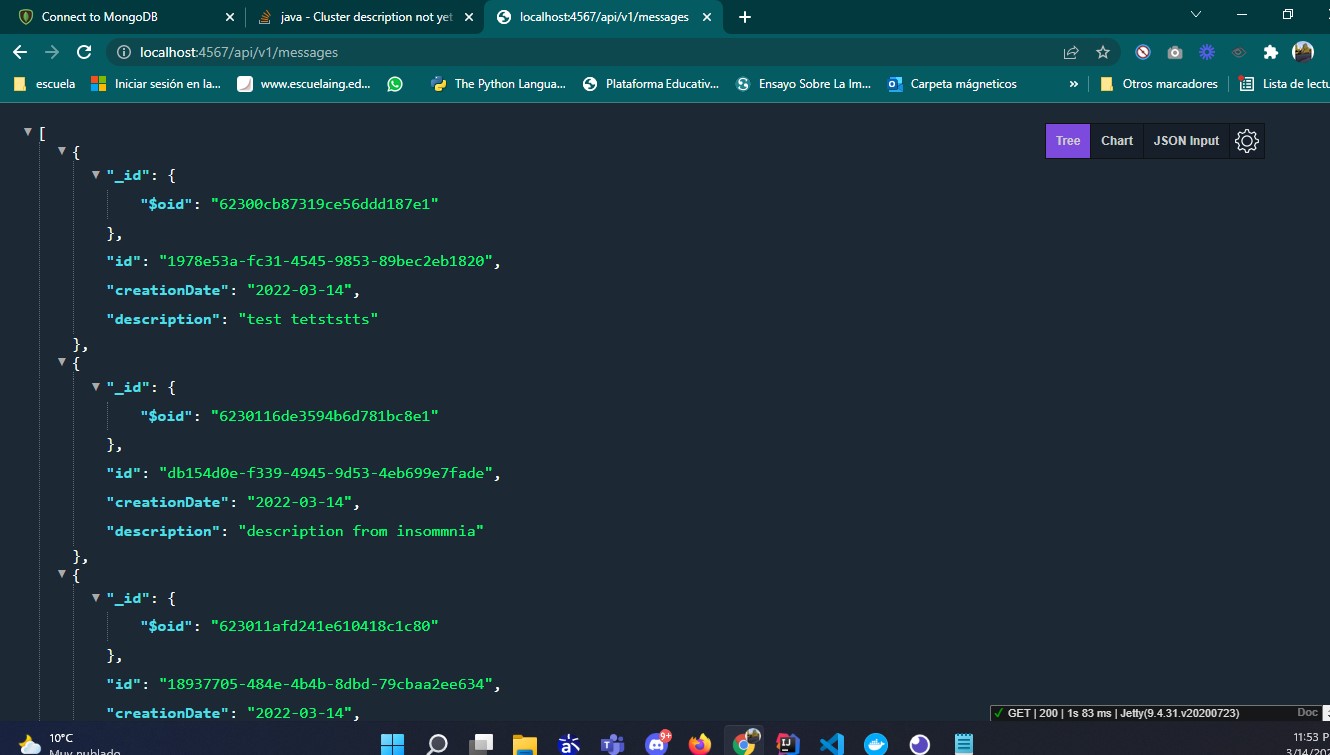 Connect to MongoDB
java - Cluster description not yet
localhost:4567/api/v1/messages
localhost:4567/api/v1/messages
escuela
Iniciar sesión en la...
www.escuelaing.ed...
The Python Langua...
Plataforma Educativ...
Ensayo Sobre La Im...
Carpeta mágneticos
»
Otros marcadores
Lista de lectu
Tree
Chart
JSON Input
[
{
"_id": {
"$oid": "62300cb87319ce56ddd187e1"
},
"id": "1978e53a-fc31-4545-9853-89bec2eb1820",
"creationDate": "2022-03-14",
"description": "test tetststts"
},
{
"_id": {
"$oid": "6230116de3594b6d781bc8e1"
},
"id": "db154d0e-f339-4945-9d53-4eb699e7fade",
"creationDate": "2022-03-14",
"description": "description from insommnia"
},
{
"_id": {
"$oid": "623011afd241e610418c1c80"
},
"id": "18937705-484e-4b4b-8dbd-79cbaa2ee634",
"creationDate": "2022-03-14",
GET | 200 | 1s 83 ms | Jetty(9.4.31.v20200723)
Doc
10°C
Muy nublado
9+
11:53 P
3/14/202